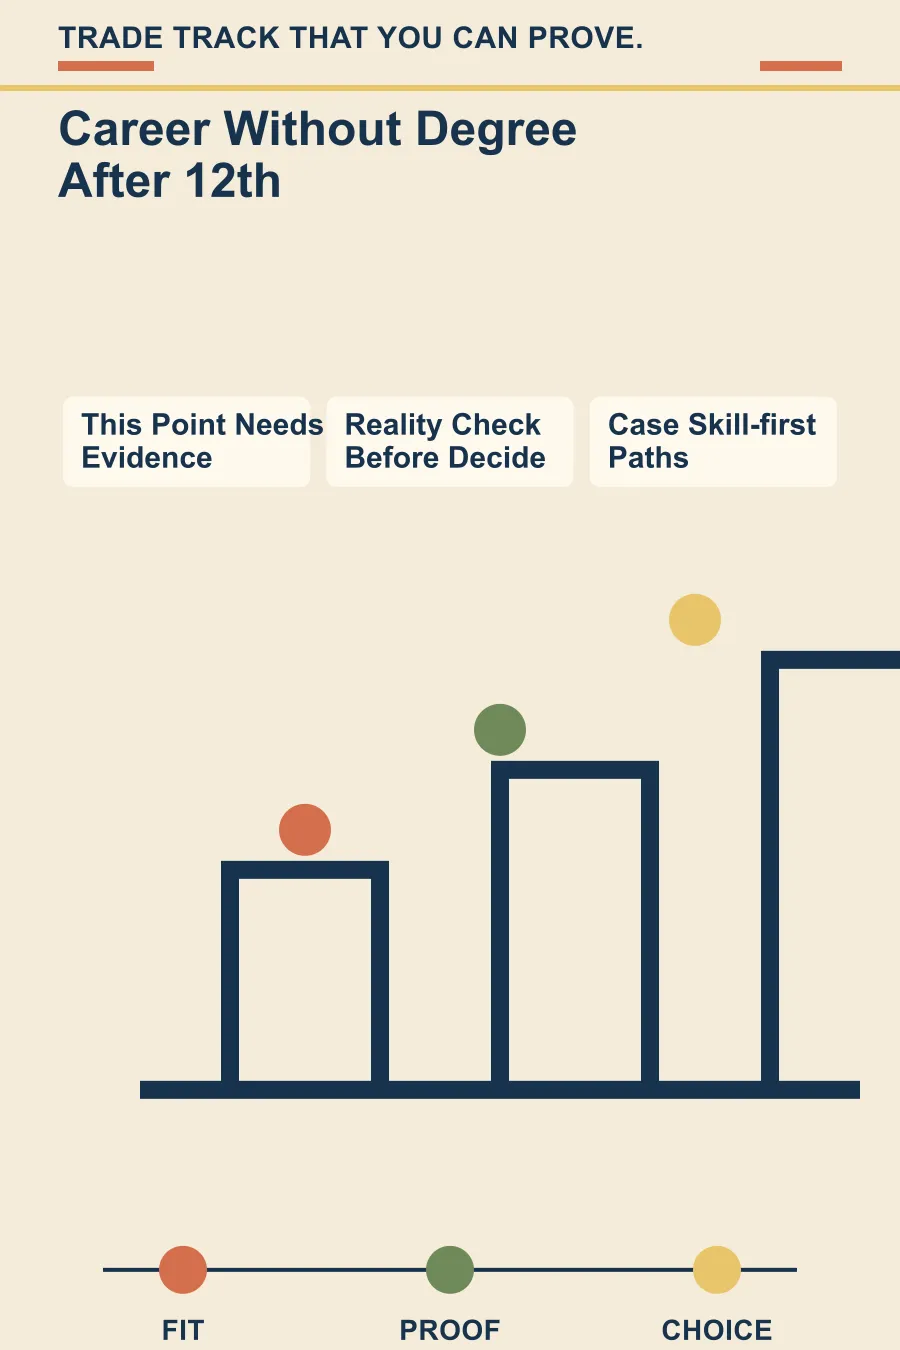 TRADE TRACK THAT YOU CAN PROVE.
Career Without Degree
After 12th
This Point Needs
Evidence
Reality Check
Before Decide
Case Skill-first
Paths
FIT
PROOF
CHOICE